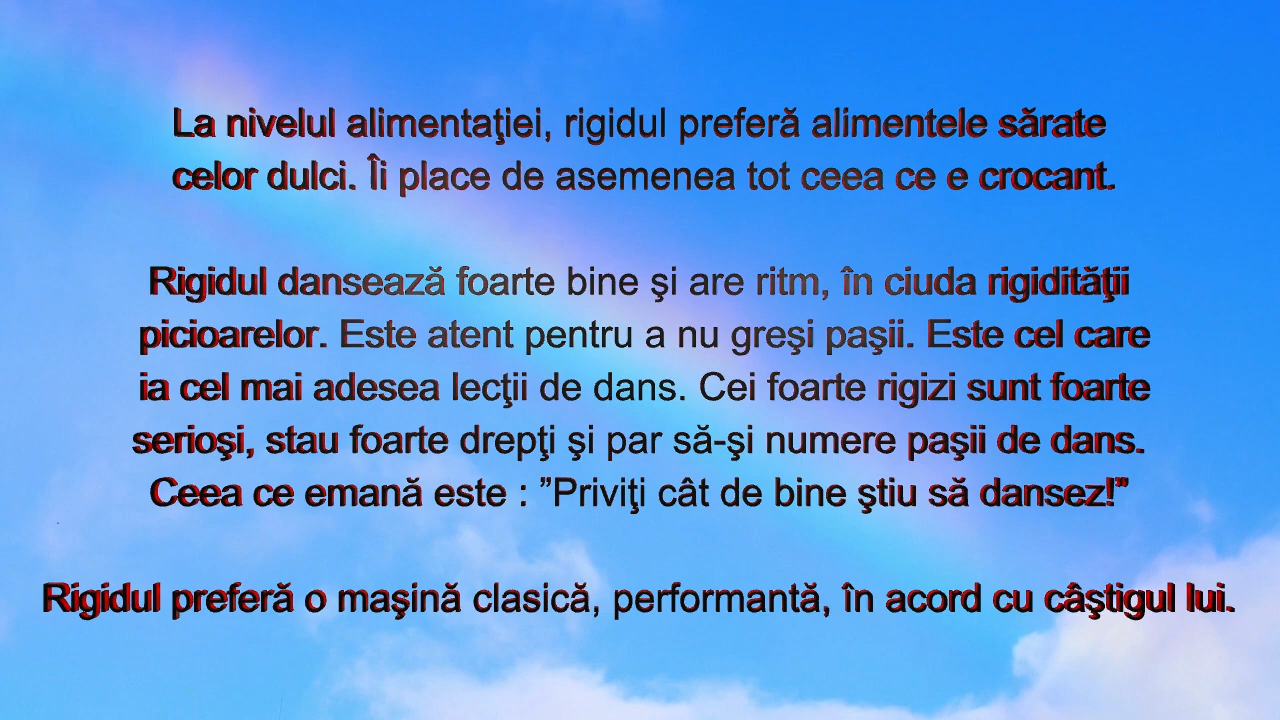 La nivelul alimentaţiei, rigidul preferă alimentele sărate
celor dulci. Îi place de asemenea tot ceea ce e crocant.
Rigidul dansează foarte bine şi are ritm, în ciuda rigidităţii
picioarelor. Este atent pentru a nu greşi paşii. Este cel care
ia cel mai adesea lecţii de dans. Cei foarte rigizi sunt foarte
serioşi, stau foarte drepţi şi par să-şi numere paşii de dans.
Ceea ce emană este : ”Priviţi cât de bine ştiu să dansez!”
Rigidul preferă o maşină clasică, performantă, în acord cu câştigul lui.